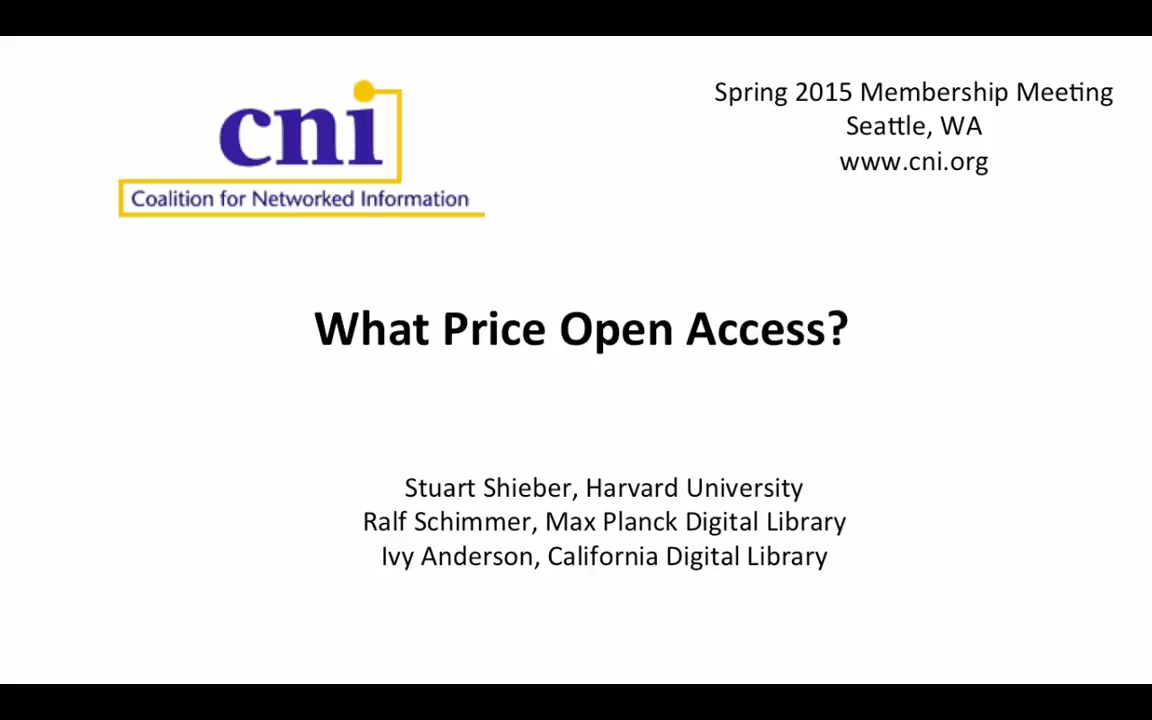 cni
Coalition for Networked Information
Spring 2015 Membership Meeting
Seattle, WA
www.cni.org
What Price Open Access?
Stuart Shieber, Harvard University
Ralf Schimmer, Max Planck Digital Library
Ivy Anderson, California Digital Library